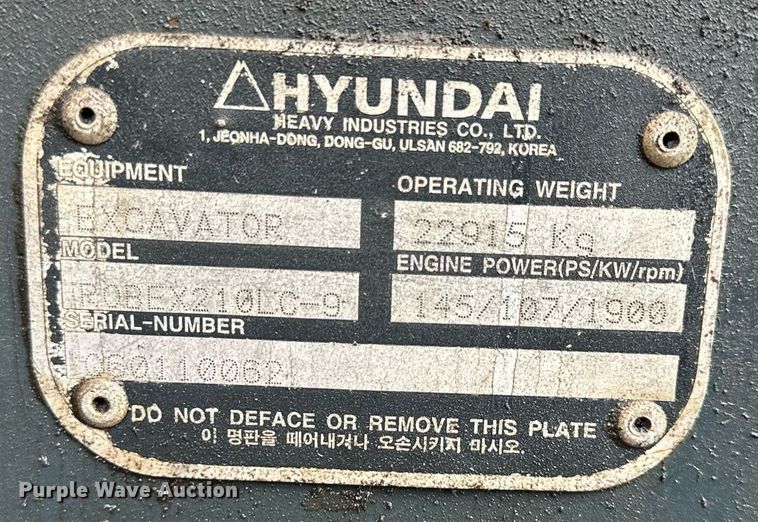 HYUNDAI
HEAVY INDUSTRIES CO., LTD.
1, JEONHA-DONG, DONG-GU, ULSAN 682-792, KOREA
EQUIPMENT OPERATING WEIGHT
EXCAVATOR 22915 Kg
MODEL ENGINE POWER(PS/KW/rpm)
ROBEX210LC-9 145/107/1900
SERIAL-NUMBER
DO NOT DEFACE OR REMOVE THIS PLATE
이 명판을 떼어내거나 오손시키지 마시오.
Purple Wave Auction